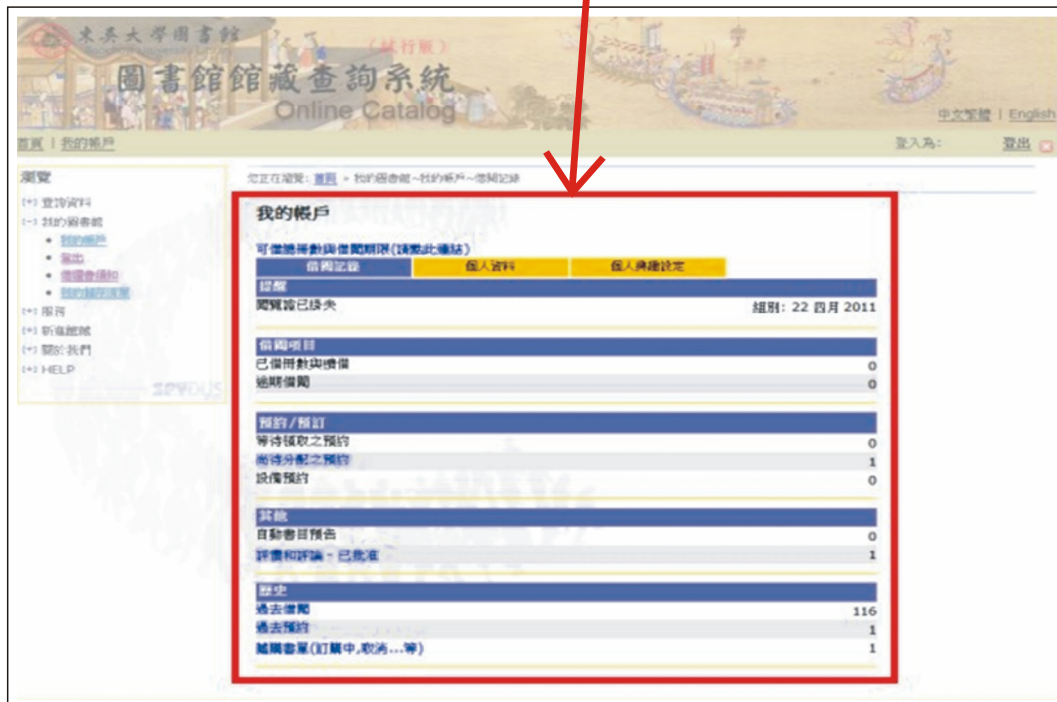 東吳大學圖書館
(試行版)
圖書館館藏查詢系統
Online Catalog
中文繁體 | English
首頁 | 我的帳戶
登入為:
登出
瀏覽
您正在瀏覽: 首頁 > 我的圖書館~我的帳戶~借閱記錄
[+] 查詢資料
[-] 我的圖書館
• 我的帳戶
• 登出
• 借還書須知
[+] 服務
[+] 新進館藏
[+] 關於我們
[+] HELP
SPYDUS
我的帳戶
可借總冊數與借閱期限(請點此連結)
借閱記錄
個人資料
提醒
閱覽證已掛失
組別: 22 四月 2011
借閱項目
已借冊數與續借 0
逾期借閱 0
預約/預訂
等待領取之預約 0
尚待分配之預約 1
設備預約 0
其他
自動書目預告 0
評價和評論 - 已批准 1
歷史
過去借閱 116
過去預約 1
薦購書單(訂購中,取消...等) 1